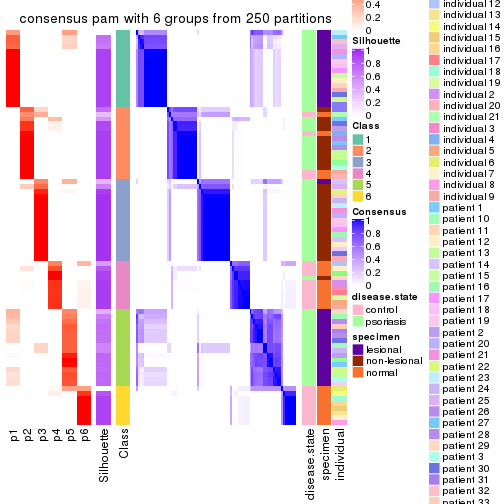 consensus pam with 6 groups from 250 partitions
p1
p2
p3
p4
p5
p6
Silhouette
Class
disease.state
specimen
individual
0.4
0.2
0
Silhouette
1
0.8
0.6
0.4
0.2
0
Class
1
2
3
4
5
6
Consensus
1
0.8
0.6
0.4
0.2
0
disease.state
control
psoriasis
specimen
lesional
non-lesional
normal
individual 12
individual 13
individual 14
individual 15
individual 16
individual 17
individual 18
individual 19
individual 2
individual 20
individual 21
individual 3
individual 4
individual 5
individual 6
individual 7
individual 8
individual 9
patient 1
patient 10
patient 11
patient 12
patient 13
patient 14
patient 15
patient 16
patient 17
patient 18
patient 19
patient 2
patient 20
patient 21
patient 22
patient 23
patient 24
patient 25
patient 26
patient 27
patient 28
patient 29
patient 3
patient 30
patient 31
patient 32
patient 33